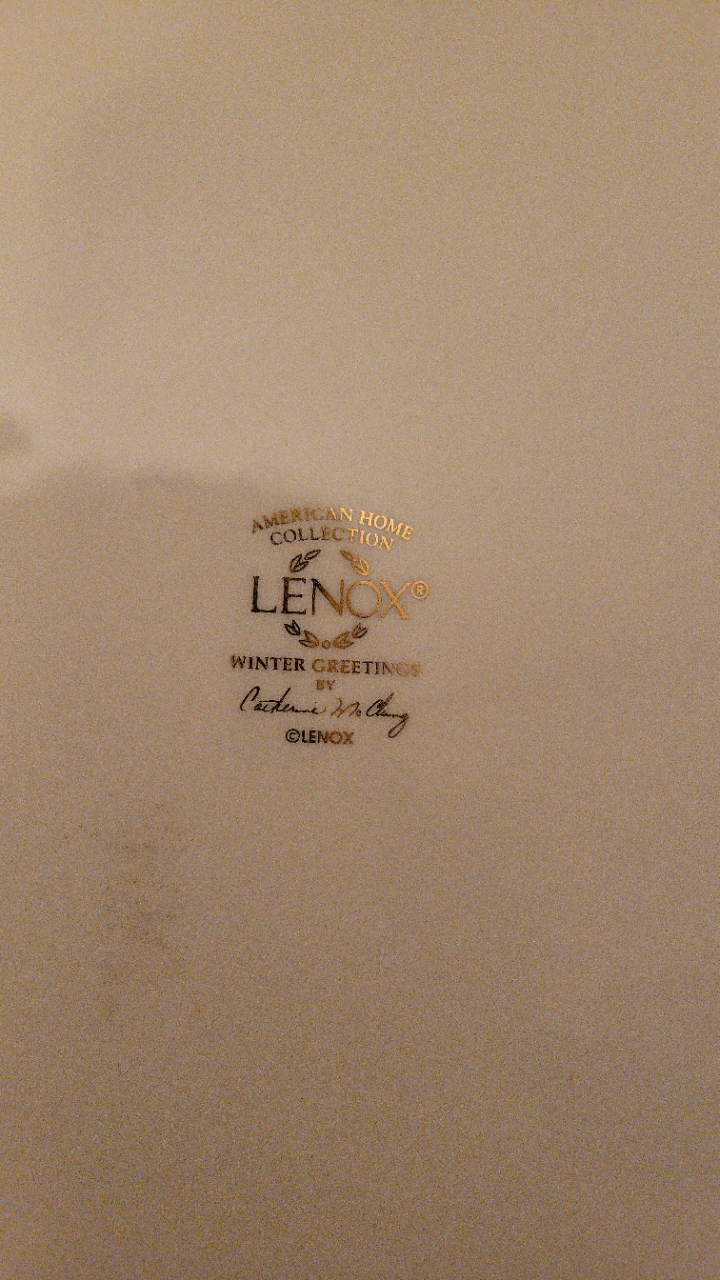 AMERICAN HOME
COLLECTION
LENOX®
WINTER GREETINGS
BY
Catherine McClung
©LENOX